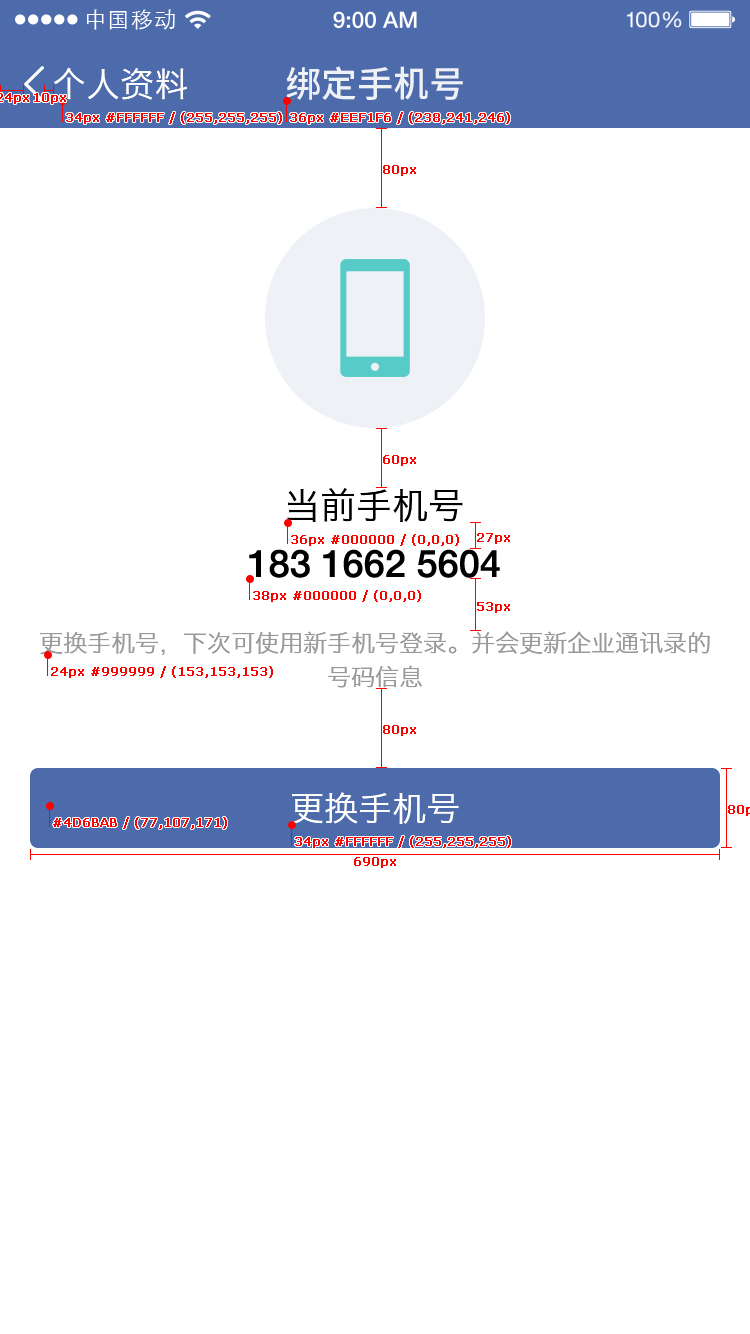 中国移动 9:00 AM 100%
个人资料 绑定手机号
24px 10px
34px #FFFFFF / (255,255,255) 36px #EEF1F6 / (238,241,246)
80px
60px
当前手机号
36px #000000 / (0,0,0) 27px
183 1662 5604
38px #000000 / (0,0,0)
53px
更换手机号，下次可使用新手机号登录。并会更新企业通讯录的
24px #999999 / (153,153,153)
号码信息
80px
更换手机号
80p
#4D6BAB / (77,107,171)
34px #FFFFFF / (255,255,255)
690px